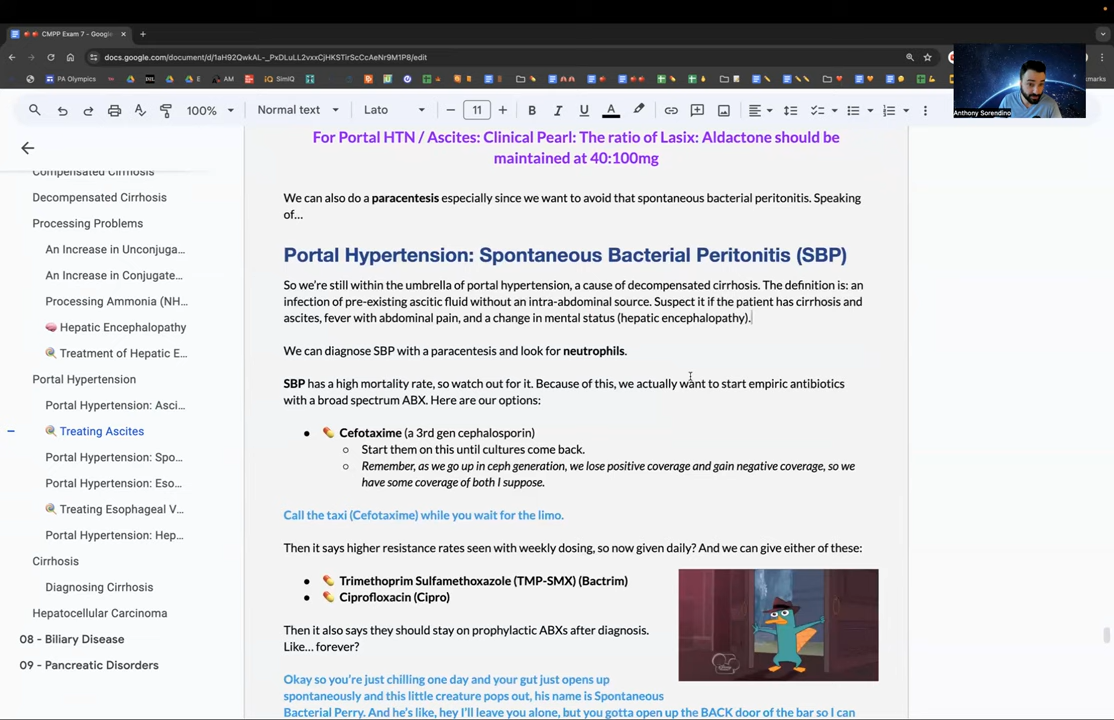 CMPP Exam 7 - Google
docs.google.com/document/d/1aH92QwkAL-_PxDLuLL2vxxCjHKSTirScCcAeNr9M1P8/edit
PA Olympics
AM
SimIQ
Anthony Sorendino
100%
Normal text
Lato
11
Compensated Cirrhosis
Decompensated Cirrhosis
Processing Problems
An Increase in Unconjuga...
An Increase in Conjugate...
Processing Ammonia (NH...
Hepatic Encephalopathy
Treatment of Hepatic E...
Portal Hypertension
Portal Hypertension: Asci...
Treating Ascites
Portal Hypertension: Spo...
Portal Hypertension: Eso...
Treating Esophageal V...
Portal Hypertension: Hep...
Cirrhosis
Diagnosing Cirrhosis
Hepatocellular Carcinoma
08 - Biliary Disease
09 - Pancreatic Disorders
For Portal HTN / Ascites: Clinical Pearl: The ratio of Lasix: Aldactone should be
maintained at 40:100mg
We can also do a paracentesis especially since we want to avoid that spontaneous bacterial peritonitis. Speaking
of...
Portal Hypertension: Spontaneous Bacterial Peritonitis (SBP)
So we're still within the umbrella of portal hypertension, a cause of decompensated cirrhosis. The definition is: an
infection of pre-existing ascitic fluid without an intra-abdominal source. Suspect it if the patient has cirrhosis and
ascites, fever with abdominal pain, and a change in mental status (hepatic encephalopathy).
We can diagnose SBP with a paracentesis and look for neutrophils.
SBP has a high mortality rate, so watch out for it. Because of this, we actually want to start empiric antibiotics
with a broad spectrum ABX. Here are our options:
Cefotaxime (a 3rd gen cephalosporin)
Start them on this until cultures come back.
Remember, as we go up in ceph generation, we lose positive coverage and gain negative coverage, so we
have some coverage of both I suppose.
Call the taxi (Cefotaxime) while you wait for the limo.
Then it says higher resistance rates seen with weekly dosing, so now given daily? And we can give either of these:
Trimethoprim Sulfamethoxazole (TMP-SMX) (Bactrim)
Ciprofloxacin (Cipro)
Then it also says they should stay on prophylactic ABXs after diagnosis.
Like... forever?
Okay so you're just chilling one day and your gut just opens up
spontaneously and this little creature pops out, his name is Spontaneous
Bacterial Perry. And he's like, hey I'll leave you alone, but you gotta open up the BACK door of the bar so I can